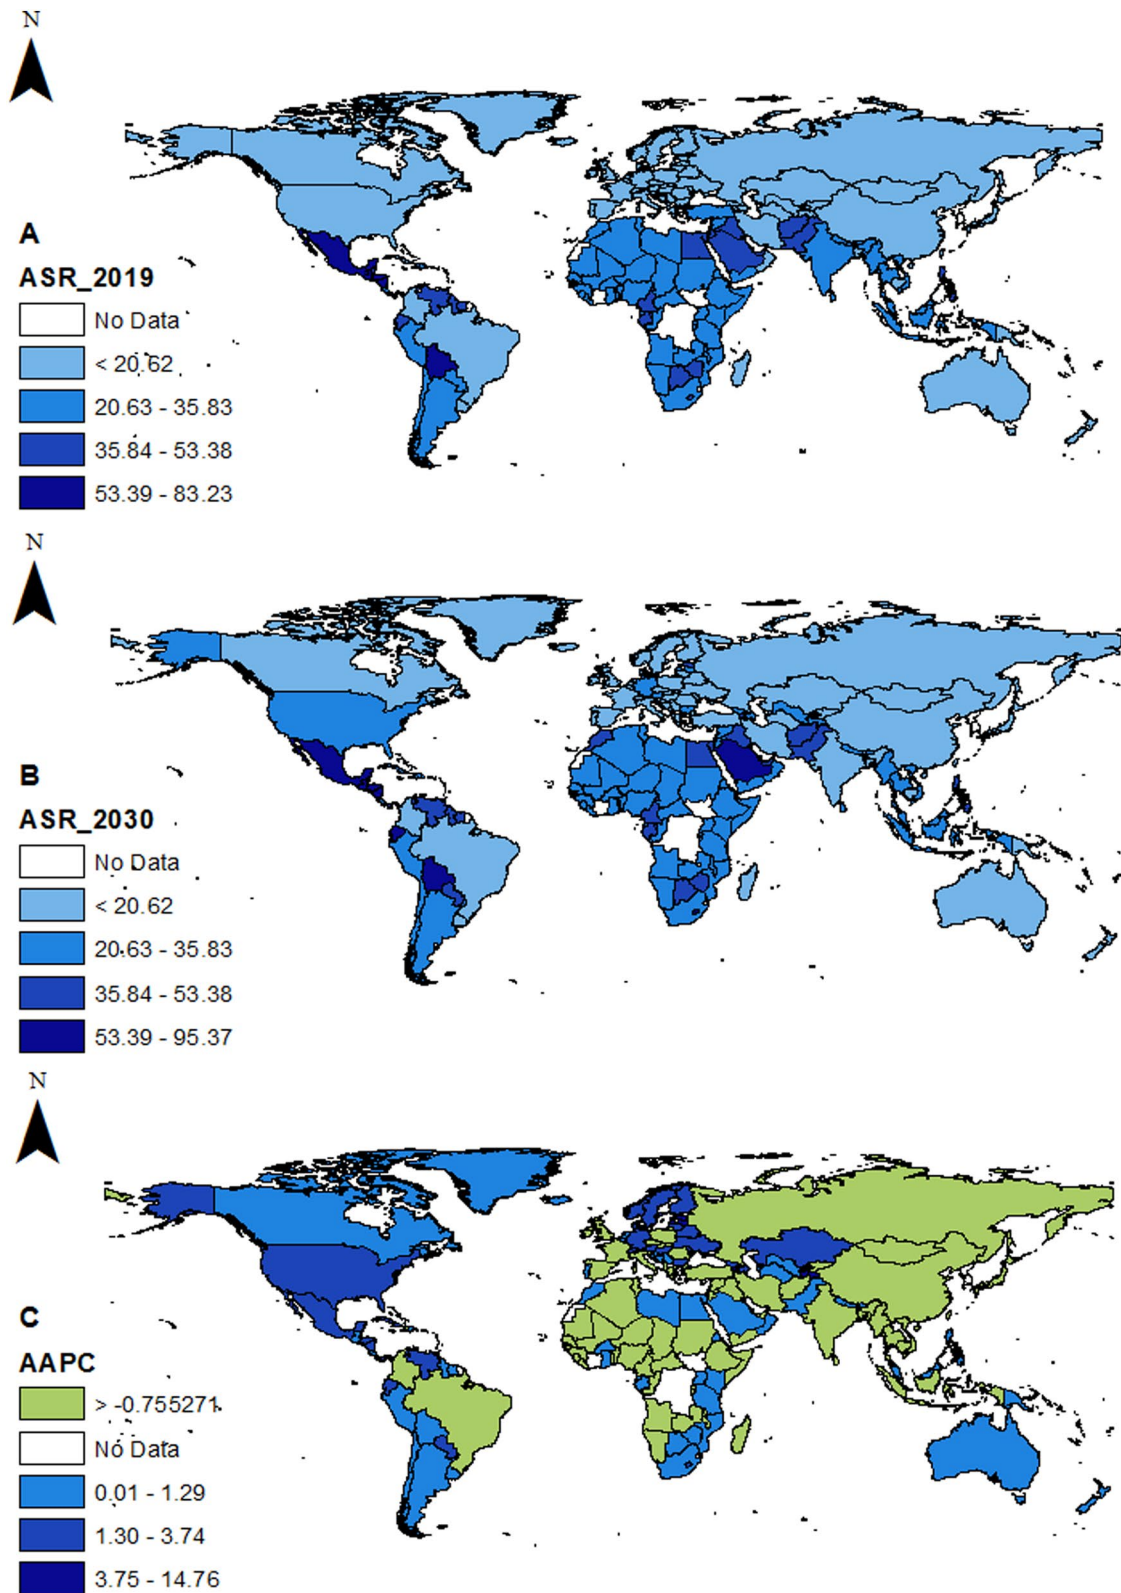 N
A
ASR_2019
No Data
< 20.62
20.63 - 35.83
35.84 - 53.38
53.39 - 83.23
N
B
ASR_2030
No Data
< 20.62
20.63 - 35.83
35.84 - 53.38
53.39 - 95.37
N
C
AAPC
> -0.755271
No Data
0.01 - 1.29
1.30 - 3.74
3.75 - 14.76